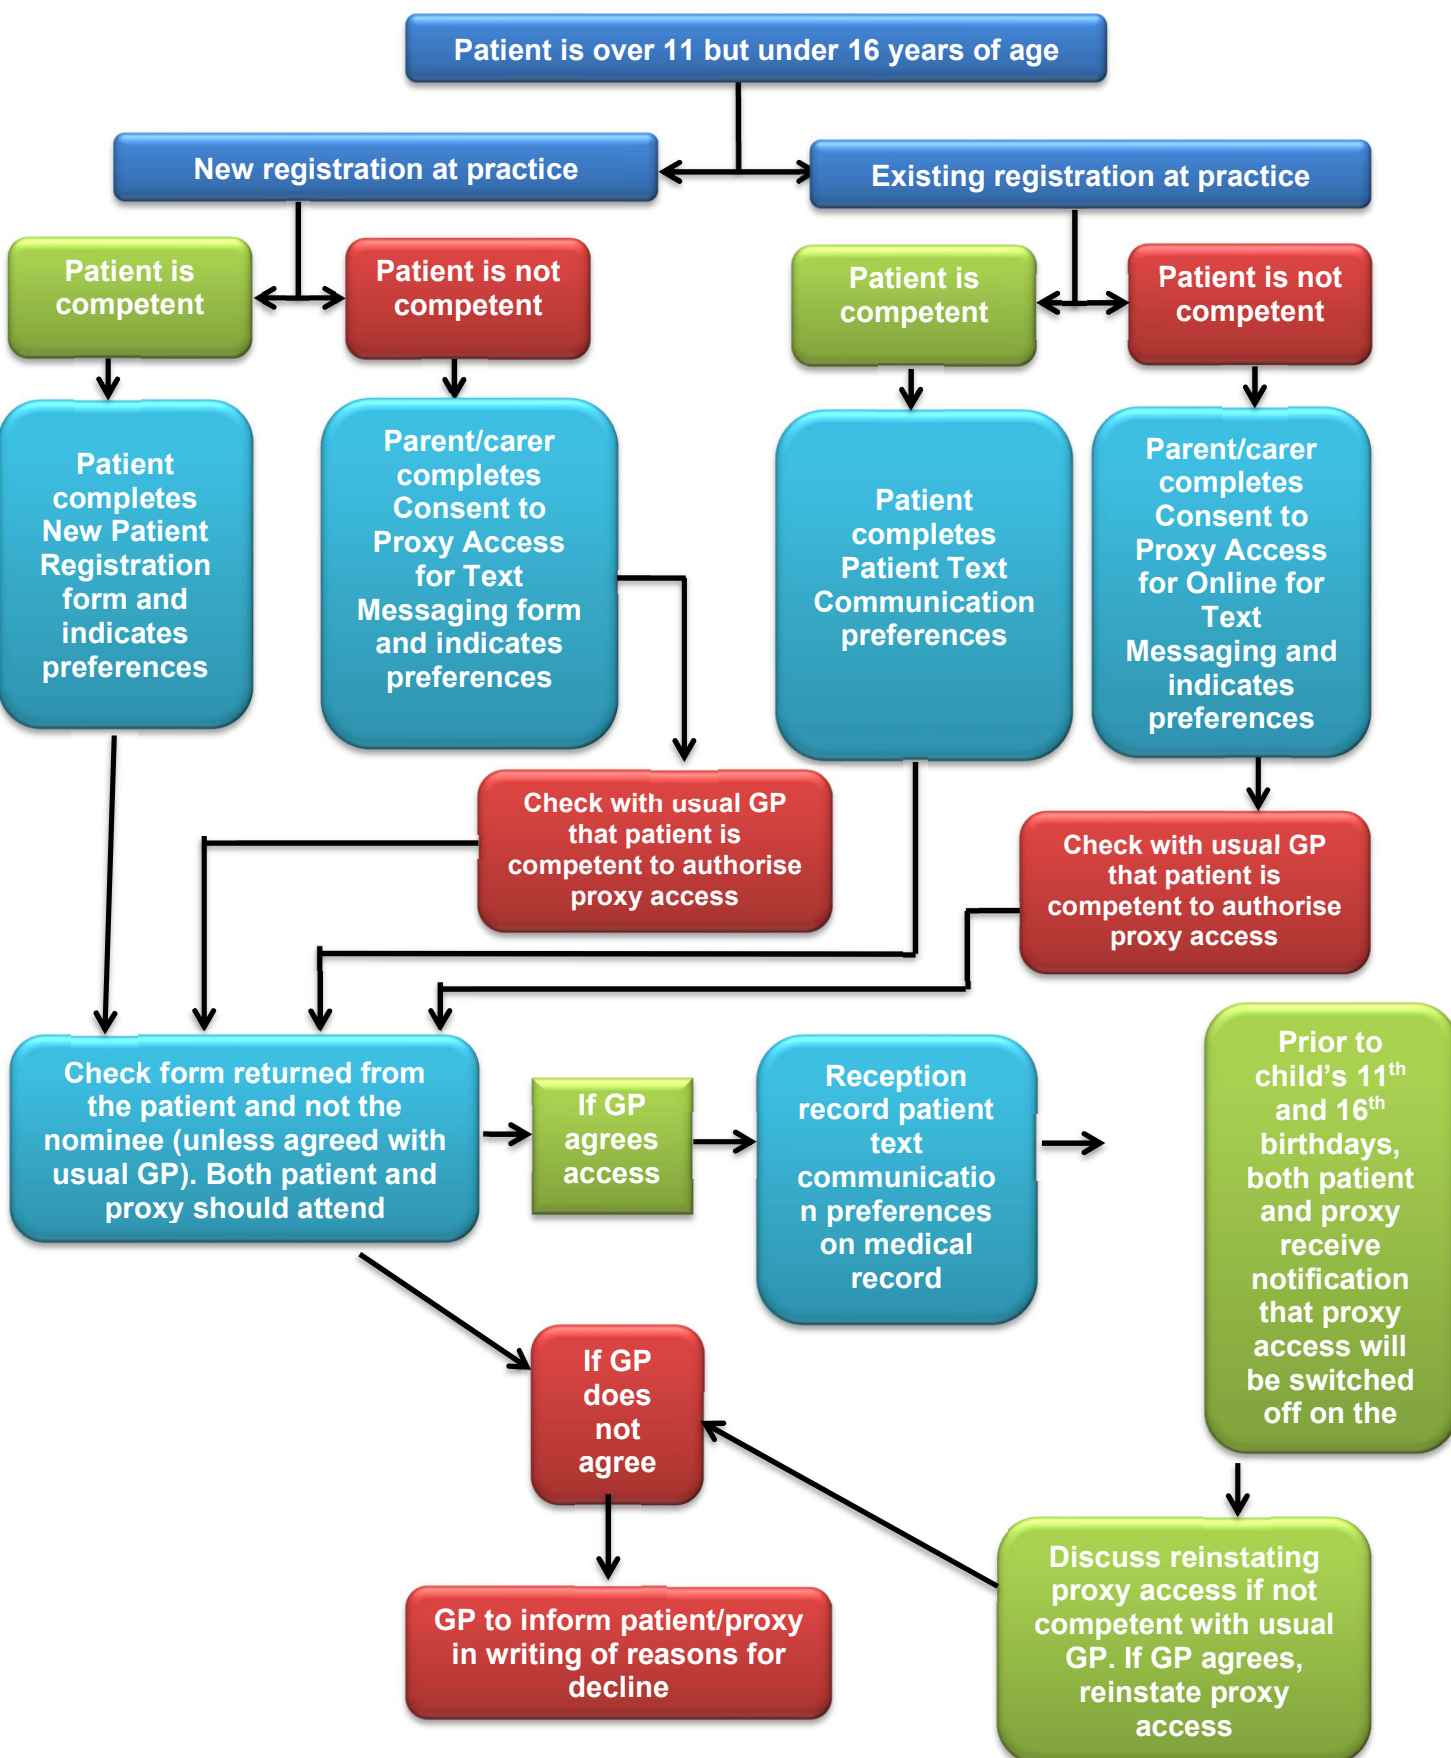 Patient is over 11 but under 16 years of age
New registration at practice
Existing registration at practice
Patient is
competent
Patient is not
competent
Patient is
competent
Patient is not
competent
Patient
completes
New Patient
Registration
form and
indicates
preferences
Parent/carer
completes
Consent to
Proxy Access
for Text
Messaging form
and indicates
preferences
Patient
completes
Patient Text
Communication
preferences
Parent/carer
completes
Consent to
Proxy Access
for Online for
Text
Messaging and
indicates
preferences
Check with usual GP
that patient is
competent to authorise
proxy access
Check with usual GP
that patient is
competent to authorise
proxy access
Check form returned from
the patient and not the
nominee (unless agreed with
usual GP). Both patient and
proxy should attend
If GP
agrees
access
Reception
record patient
text
communicatio
n preferences
on medical
record
Prior to
child’s 11th
and 16th
birthdays,
both patient
and proxy
receive
notification
that proxy
access will
be switched
off on the
If GP
does
not
agree
GP to inform patient/proxy
in writing of reasons for
decline
Discuss reinstating
proxy access if not
competent with usual
GP. If GP agrees,
reinstate proxy
access